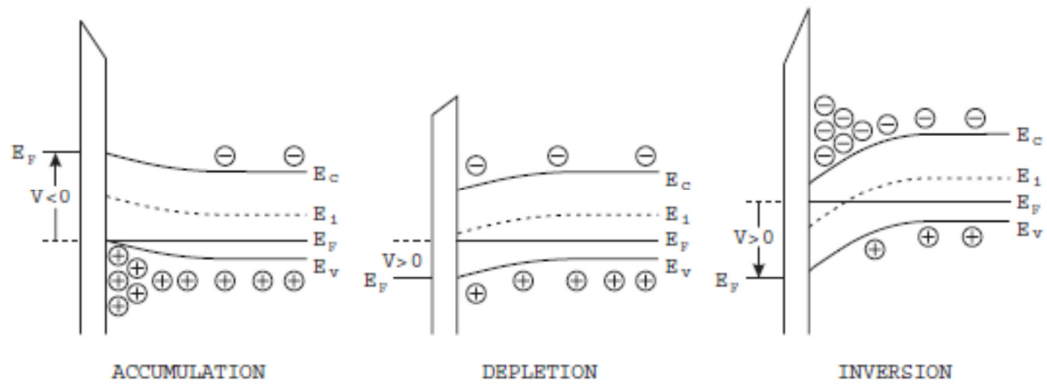 E_F
V<0
E_C
E_i
E_F
E_V
ACCUMULATION
V>0
E_F
E_C
E_i
E_F
E_V
DEPLETION
V>0
E_F
E_C
E_i
E_F
E_V
INVERSION